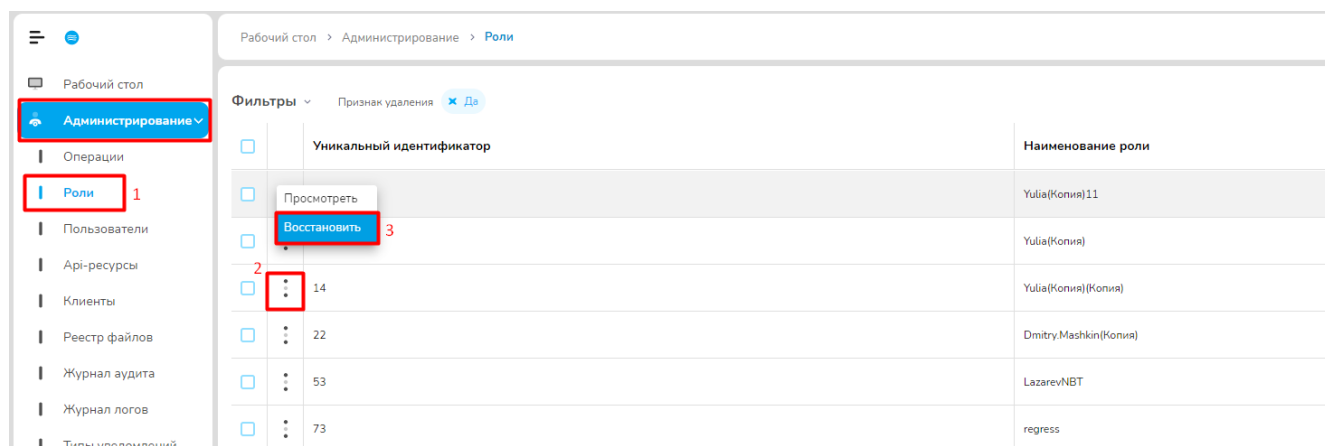 Рабочий стол > Администрирование > Роли
Рабочий стол
Администрирование
Операции
Роли 1
Пользователи
Api-ресурсы
Клиенты
Реестр файлов
Журнал аудита
Журнал логов
Типы уведомлений
Фильтры Признак удаления × Да
Уникальный идентификатор Наименование роли
Просмотреть Yulia(Копия)11
Восстановить 3
Yulia(Копия)
2
14 Yulia(Копия)(Копия)
22 Dmitry.Mashkin(Копия)
53 LazarevNBT
73 regress